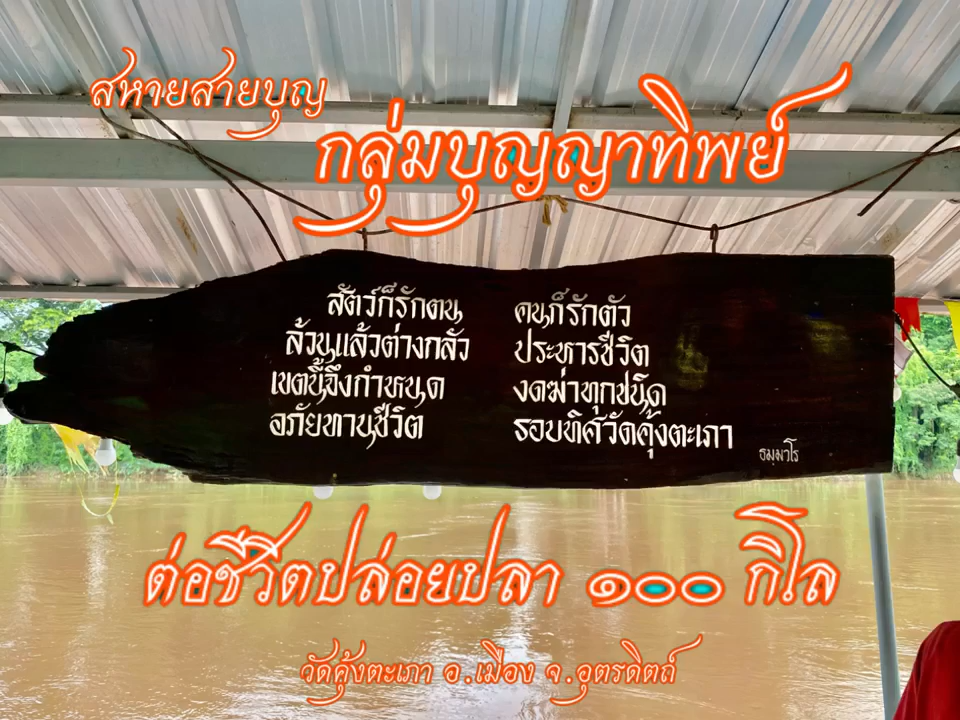 สหายสายบุญ
กลุ่มบุญญาทิพย์
สัตว์ก็รักตน คนก็รักตัว
ล้วนแล้วต่างกลัว ประหารชีวิต
เขตนี้จึงกำหนด งดฆ่าทุกชนิด
อภัยทานชีวิต รอบทิศวัดคุ้งตะเภา
ธมฺมวโร
ต่อชีวิตปล่อยปลา ๑๐๐ กิโล
วัดคุ้งตะเภา อ.เมือง จ.อุตรดิตถ์